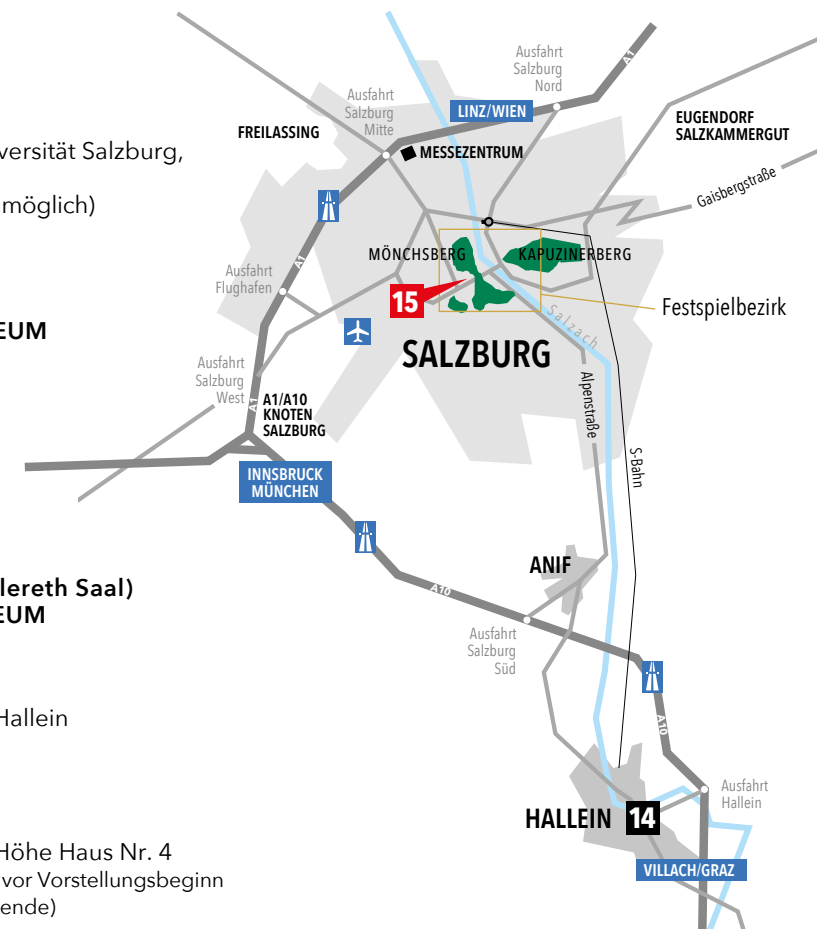 versität Salzburg,
möglich)
EUM
lereth Saal)
EUM
Hallein
Höhe Haus Nr. 4
vor Vorstellungsbeginn
ende)
Ausfahrt
Salzburg
Nord
A1
Ausfahrt
Salzburg
Mitte
LINZ/WIEN
FREILASSING
MESSEZENTRUM
EUGENDORF
SALZKAMMERGUT
Gaisbergstraße
MÖNCHSBERG
KAPUZINERBERG
A1
Ausfahrt
Flughafen
15
Festspielbezirk
Salzach
SALZBURG
Ausfahrt
Salzburg
West
A1
A1/A10
KNOTEN
SALZBURG
Alpenstraße
S-Bahn
INNSBRUCK
MÜNCHEN
ANIF
A10
Ausfahrt
Salzburg
Süd
A10
Ausfahrt
Hallein
HALLEIN 14
VILLACH/GRAZ